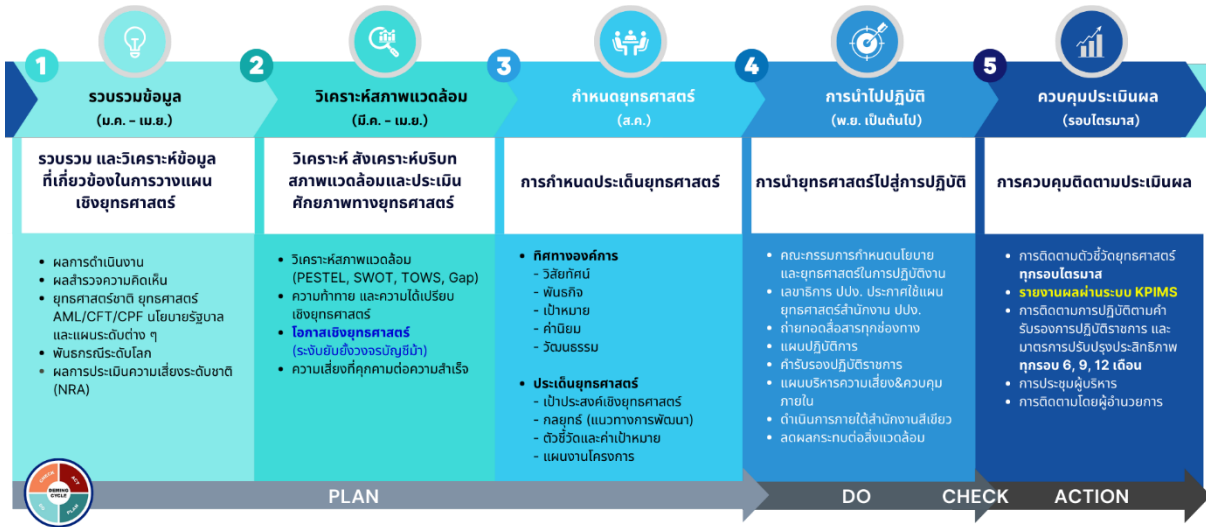 1
รวบรวมข้อมูล
(ม.ค. – เม.ย.)
รวบรวม และวิเคราะห์ข้อมูล
ที่เกี่ยวข้องในการวางแผน
เชิงยุทธศาสตร์
• ผลการดำเนินงาน
• ผลสำรวจความคิดเห็น
• ยุทธศาสตร์ชาติ ยุทธศาสตร์
AML/CFT/CPF นโยบายรัฐบาล
และแผนระดับต่าง ๆ
• พันธกรณีระดับโลก
• ผลการประเมินความเสี่ยงระดับชาติ
(NRA)
2
วิเคราะห์สภาพแวดล้อม
(มี.ค. – เม.ย.)
วิเคราะห์ สังเคราะห์บริบท
สภาพแวดล้อมและประเมิน
ศักยภาพทางยุทธศาสตร์
• วิเคราะห์สภาพแวดล้อม
(PESTEL, SWOT, TOWS, Gap)
• ความท้าทาย และความได้เปรียบ
เชิงยุทธศาสตร์
• โอกาสเชิงยุทธศาสตร์
(ระงับยับยั้งวงจรบัญชีม้า)
• ความเสี่ยงที่คุกคามต่อความสำเร็จ
3
กำหนดยุทธศาสตร์
(ส.ค.)
การกำหนดประเด็นยุทธศาสตร์
• ทิศทางองค์การ
- วิสัยทัศน์
- พันธกิจ
- เป้าหมาย
- ค่านิยม
- วัฒนธรรม
• ประเด็นยุทธศาสตร์
- เป้าประสงค์เชิงยุทธศาสตร์
- กลยุทธ์ (แนวทางการพัฒนา)
- ตัวชี้วัดและค่าเป้าหมาย
- แผนงานโครงการ
4
การนำไปปฏิบัติ
(พ.ย. เป็นต้นไป)
การนำยุทธศาสตร์ไปสู่การปฏิบัติ
• คณะกรรมการกำหนดนโยบาย
และยุทธศาสตร์ในการปฏิบัติงาน
• เลขาธิการ ปปง. ประกาศใช้แผน
ยุทธศาสตร์สำนักงาน ปปง.
• ถ่ายทอดสื่อสารทุกช่องทาง
• แผนปฏิบัติการ
• คำรับรองปฏิบัติราชการ
• แผนบริหารความเสี่ยง&ควบคุม
ภายใน
• ดำเนินการภายใต้สำนักงานสีเขียว
• ลดผลกระทบต่อสิ่งแวดล้อม
5
ควบคุมประเมินผล
(รอบไตรมาส)
การควบคุมติดตามประเมินผล
• การติดตามตัวชี้วัดยุทธศาสตร์
ทุกรอบไตรมาส
• รายงานผลผ่านระบบ KPIMS
• การติดตามการปฏิบัติตามคำ
รับรองการปฏิบัติราชการ และ
มาตรการปรับปรุงประสิทธิภาพ
ทุกรอบ 6, 9, 12 เดือน
• การประชุมผู้บริหาร
• การติดตามโดยผู้อำนวยการ
CHECK
ACT
DEMING
CYCLE
DO
PLAN
PLAN
DO
CHECK
ACTION